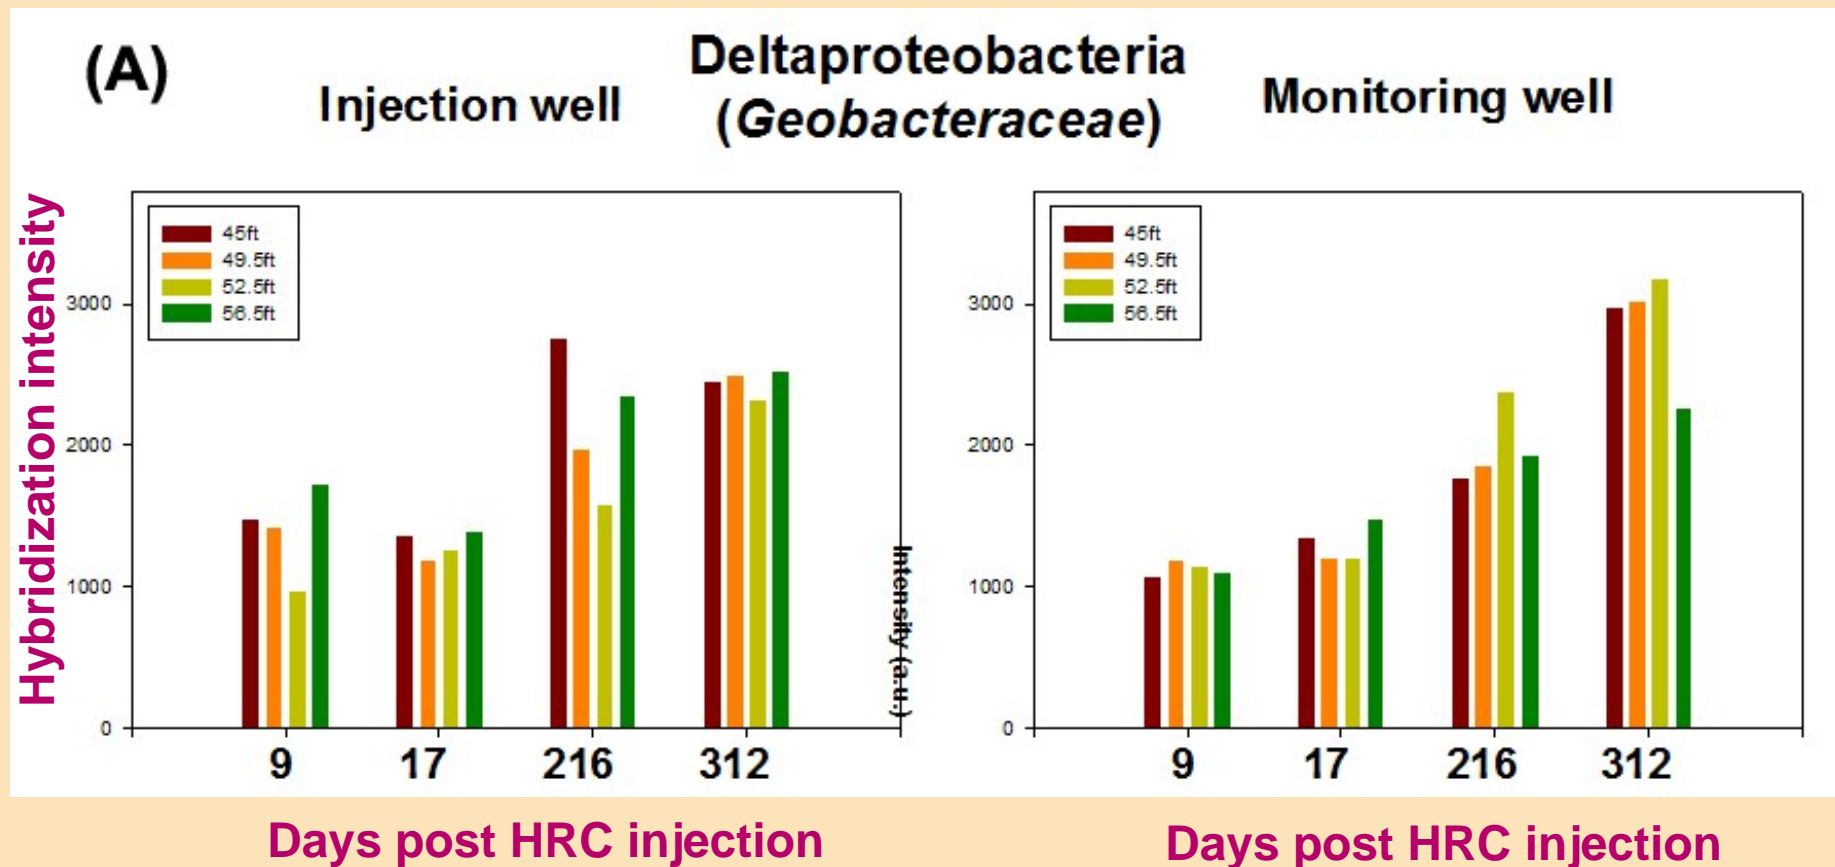 (A)
Deltaproteobacteria
(Geobacteraceae)
Injection well
Monitoring well
Hybridization intensity
45ft
49.5ft
52.5ft
56.5ft
3000
2000
1000
0
9 17 216 312
Days post HRC injection
Intensity (a.u.)
45ft
49.5ft
52.5ft
56.5ft
3000
2000
1000
0
9 17 216 312
Days post HRC injection